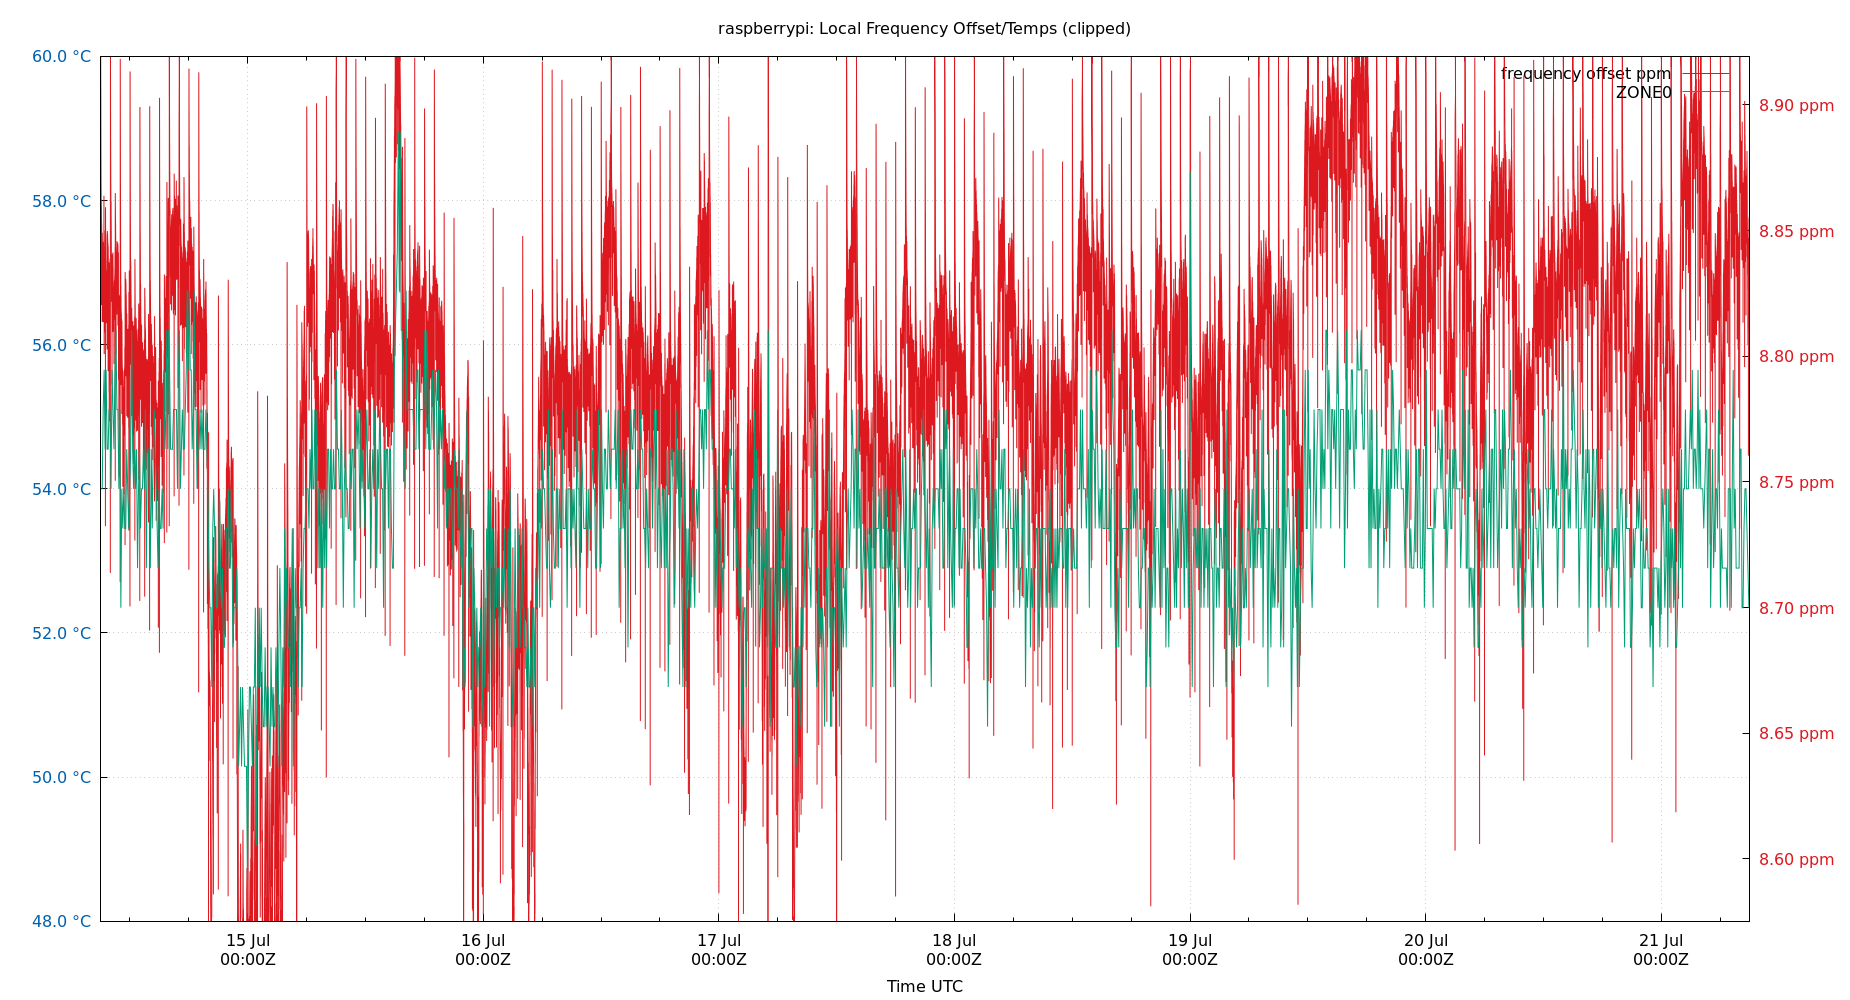 raspberrypi: Local Frequency Offset/Temps (clipped)
60.0 °C
58.0 °C
56.0 °C
54.0 °C
52.0 °C
50.0 °C
48.0 °C
frequency offset ppm
ZONE0
8.90 ppm
8.85 ppm
8.80 ppm
8.75 ppm
8.70 ppm
8.65 ppm
8.60 ppm
15 Jul
00:00Z
16 Jul
00:00Z
17 Jul
00:00Z
18 Jul
00:00Z
19 Jul
00:00Z
20 Jul
00:00Z
21 Jul
00:00Z
Time UTC